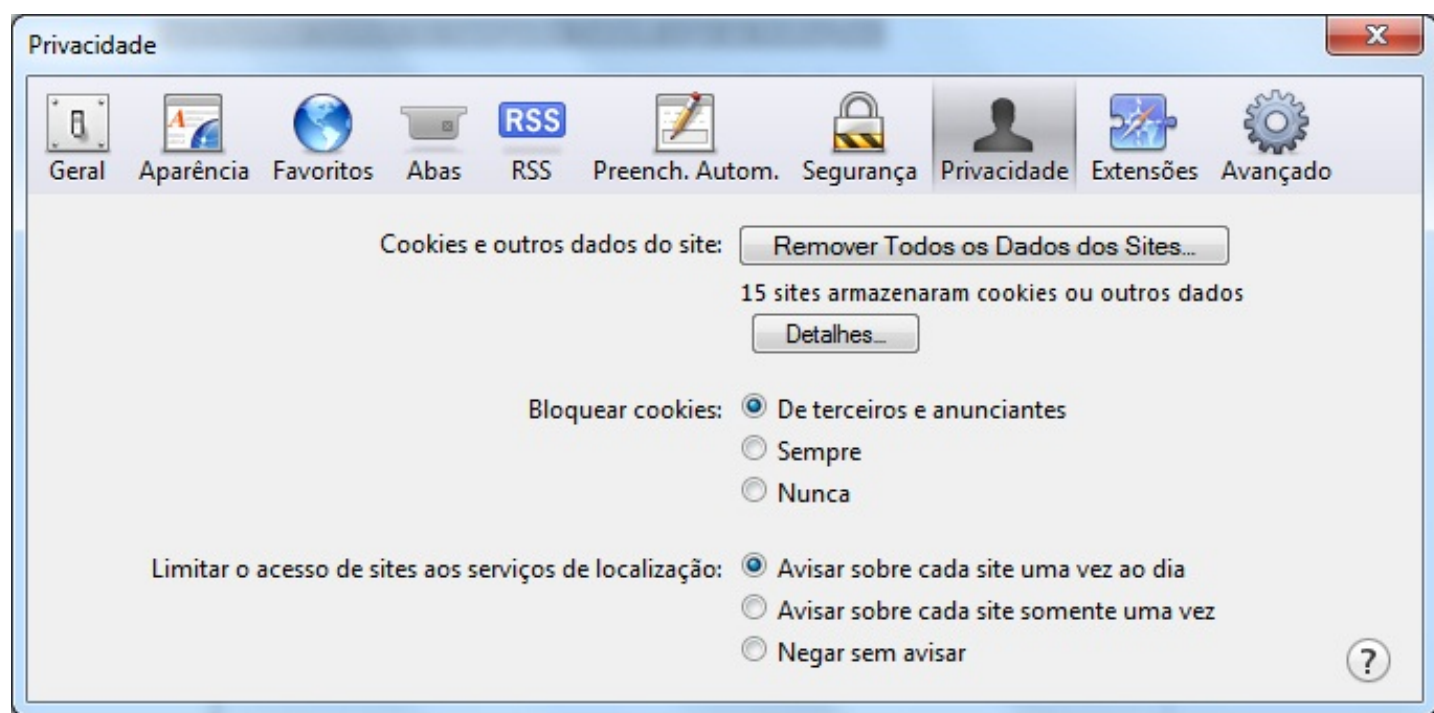 Privacidade
Geral Aparência Favoritos Abas RSS RSS Preench. Autom. Segurança Privacidade Extensões Avançado
Cookies e outros dados do site: Remover Todos os Dados dos Sites...
15 sites armazenaram cookies ou outros dados
Detalhes...
Bloquear cookies: De terceiros e anunciantes
Sempre
Nunca
Limitar o acesso de sites aos serviços de localização: Avisar sobre cada site uma vez ao dia
Avisar sobre cada site somente uma vez
Negar sem avisar
?